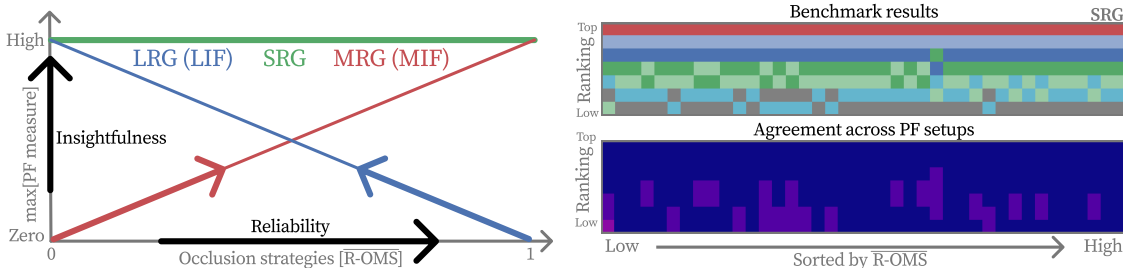 High
LRG (LIF) SRG MRG (MIF)
max[PF measure]
Insightfulness
Reliability
Zero
0
1
Occlusion strategies [R-OMS]
Benchmark results
SRG
Top
Ranking
Low
Agreement across PF setups
Top
Ranking
Low
Low
High
Sorted by R-OMS